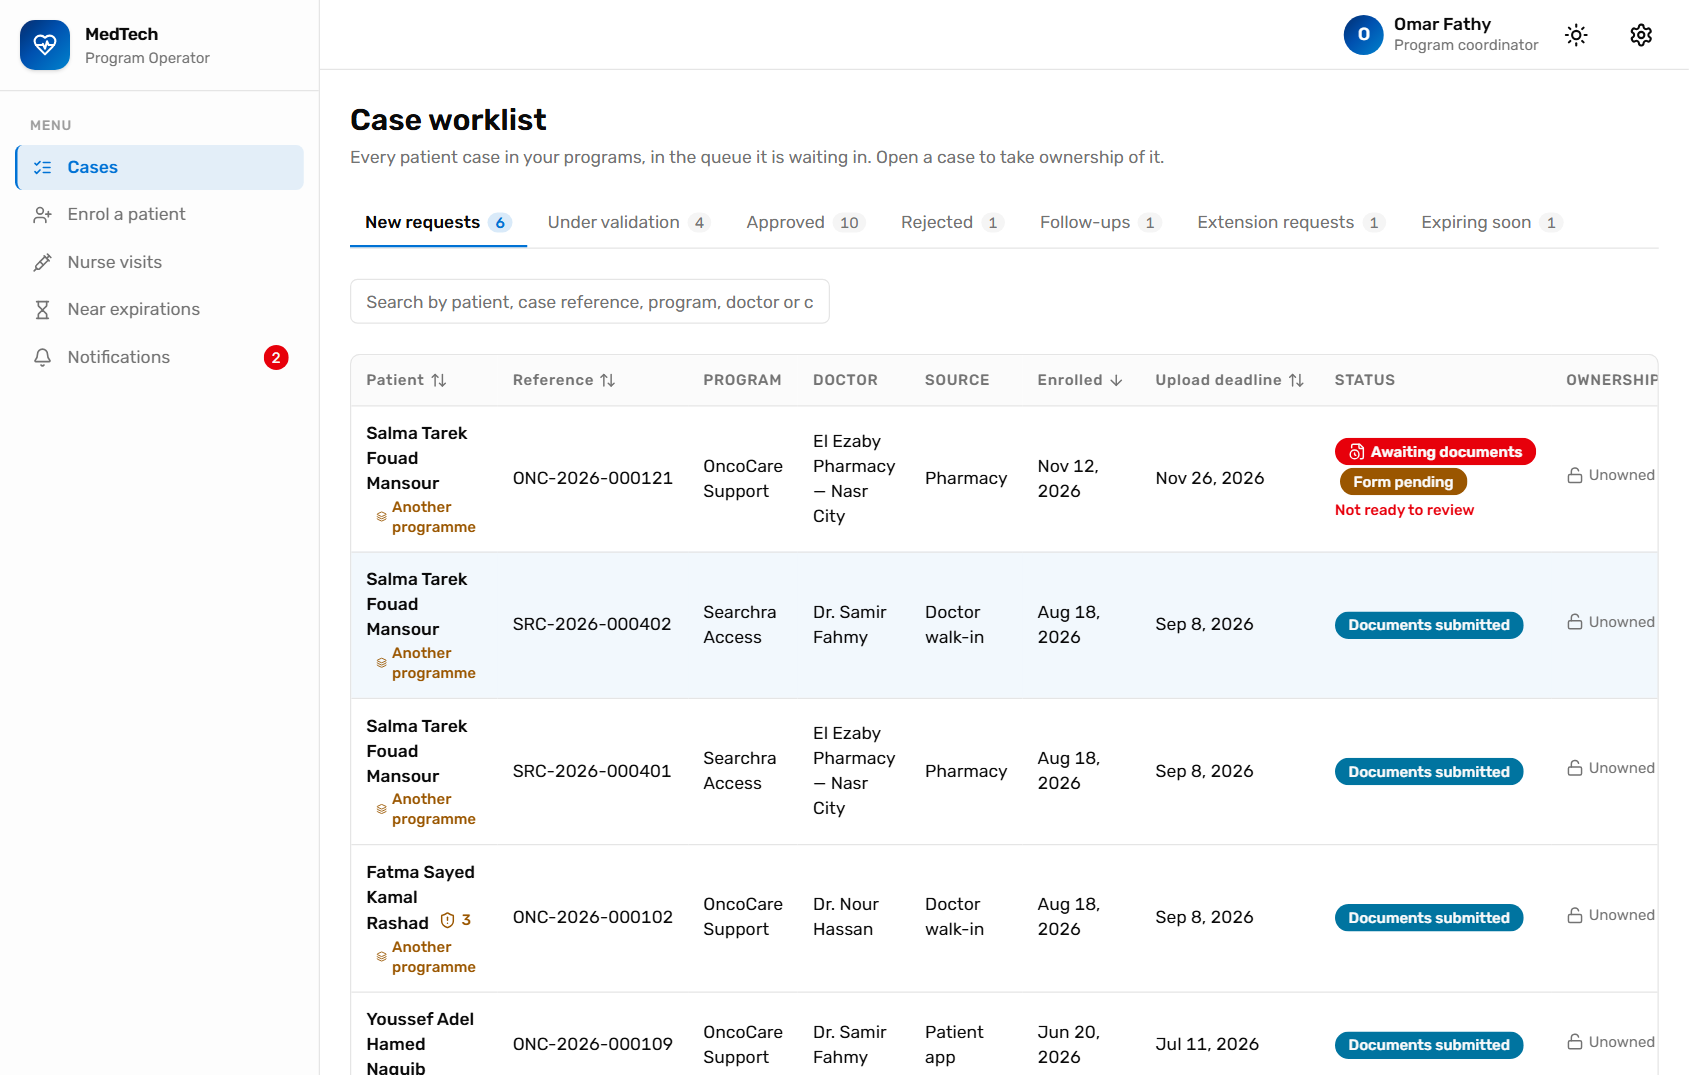 MedTech
Program Operator
Omar Fathy
Program coordinator
O
MENU
Cases
Enrol a patient
Nurse visits
Near expirations
Notifications 2
Case worklist
Every patient case in your programs, in the queue it is waiting in. Open a case to take ownership of it.
New requests 6 Under validation 4 Approved 10 Rejected 1 Follow-ups 1 Extension requests 1 Expiring soon 1
Search by patient, case reference, program, doctor or c
Patient Reference PROGRAM DOCTOR SOURCE Enrolled Upload deadline STATUS OWNERSHIP
Salma Tarek
Fouad
Mansour
Another
programme
ONC-2026-000121
OncoCare
Support
El Ezaby
Pharmacy
— Nasr
City
Pharmacy
Nov 12,
2026
Nov 26, 2026
Awaiting documents
Form pending
Not ready to review
Unowned
Salma Tarek
Fouad
Mansour
Another
programme
SRC-2026-000402
Searchra
Access
Dr. Samir
Fahmy
Doctor
walk-in
Aug 18,
2026
Sep 8, 2026
Documents submitted
Unowned
Salma Tarek
Fouad
Mansour
Another
programme
SRC-2026-000401
Searchra
Access
El Ezaby
Pharmacy
— Nasr
City
Pharmacy
Aug 18,
2026
Sep 8, 2026
Documents submitted
Unowned
Fatma Sayed
Kamal
Rashad 3
Another
programme
ONC-2026-000102
OncoCare
Support
Dr. Nour
Hassan
Doctor
walk-in
Aug 18,
2026
Sep 8, 2026
Documents submitted
Unowned
Youssef Adel
Hamed
Naguib
ONC-2026-000109
OncoCare
Support
Dr. Samir
Fahmy
Patient
app
Jun 20,
2026
Jul 11, 2026
Documents submitted
Unowned